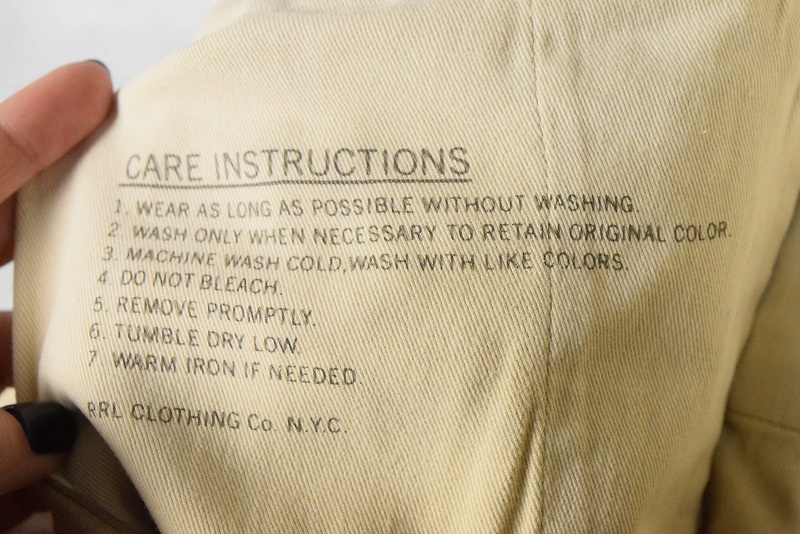 CARE INSTRUCTIONS
1. WEAR AS LONG AS POSSIBLE WITHOUT WASHING.
2. WASH ONLY WHEN NECESSARY TO RETAIN ORIGINAL COLOR.
3. MACHINE WASH COLD, WASH WITH LIKE COLORS.
4. DO NOT BLEACH.
5. REMOVE PROMPTLY.
6. TUMBLE DRY LOW.
7. WARM IRON IF NEEDED.
RRL CLOTHING Co. N.Y.C.